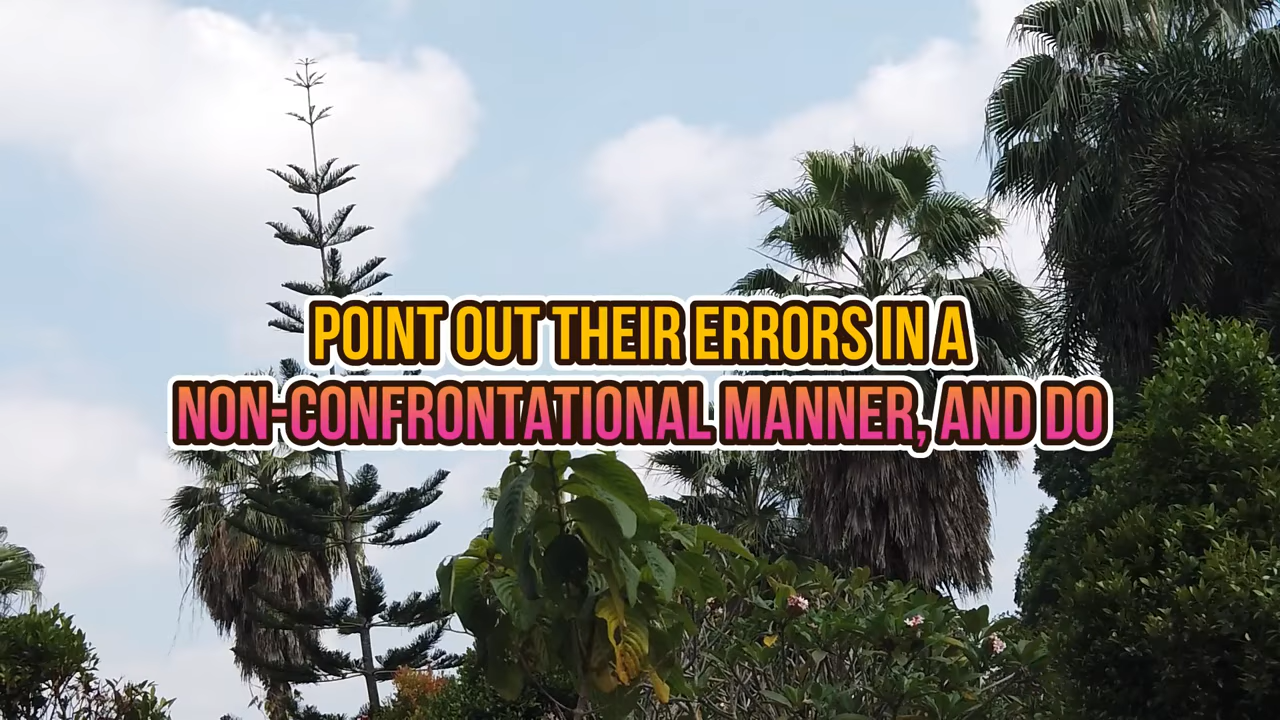 POINT OUT THEIR ERRORS IN A
NON-CONFRONTATIONAL MANNER, AND DO